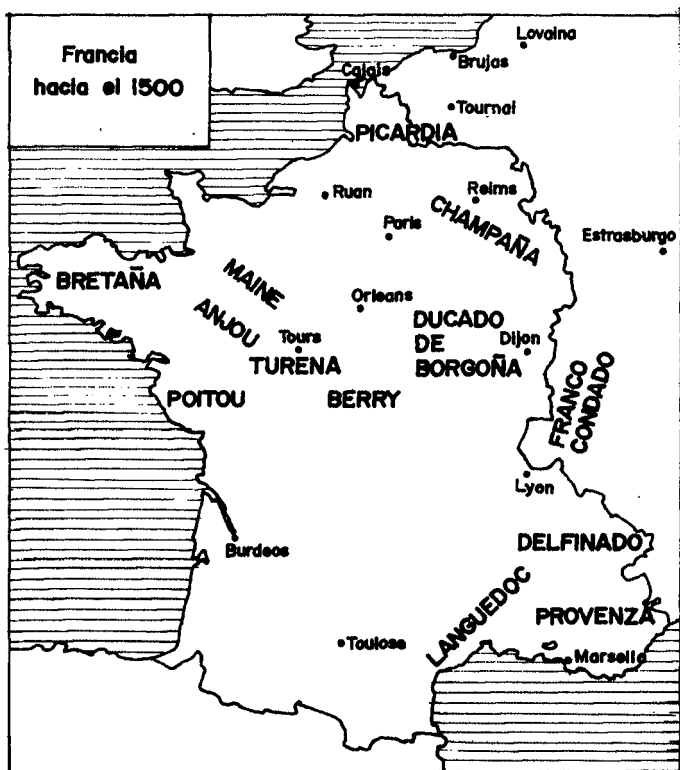 Francia
hacia el 1500
Lovaina
Brujas
Calais
Tournai
PICARDIA
Ruan
Reims
CHAMPAÑA
Paris
Estrasburgo
BRETAÑA
MAINE
ANJOU
Orleans
Tours
TURENA
DUCADO
DE
BORGOÑA
Dijon
POITOU
BERRY
FRANCO
CONDADO
Lyon
Burdeos
DELFINADO
LANGUEDOC
PROVENZA
Toulose
Marsella